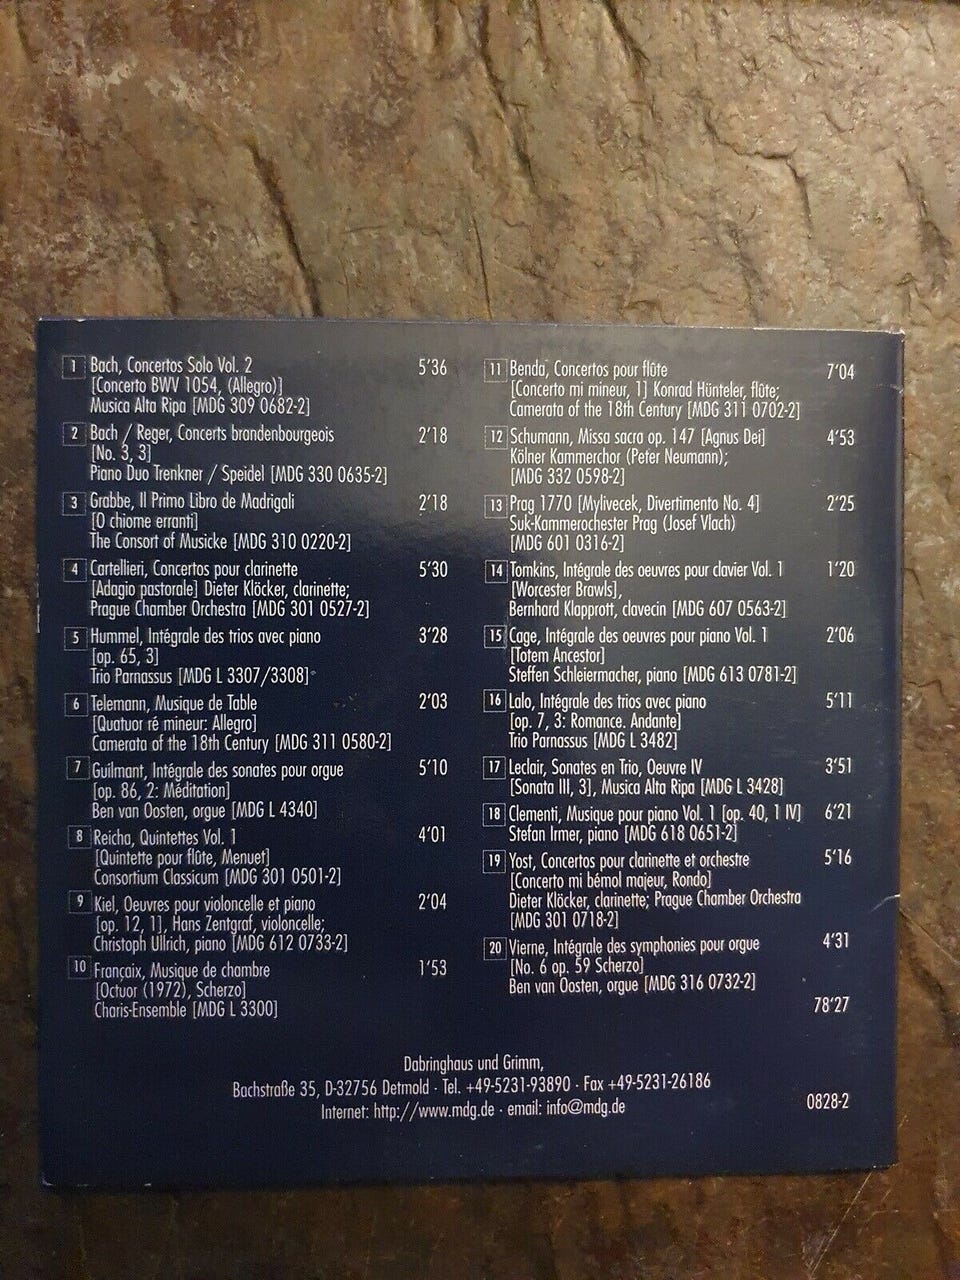 1 Bach, Concertos Solo Vol. 2 5'36
[Concerto BWV 1054, (Allegro)]
Musica Alta Ripa [MDG 309 0682-2]
2 Bach / Reger, Concerts brandenbourgeois 2'18
[No. 3, 3]
Piano Duo Trenkner / Speidel [MDG 330 0635-2]
3 Grabbe, Il Primo Libro de Madrigali 2'18
[O chiome erranti]
The Consort of Musicke [MDG 310 0220-2]
4 Cartellieri, Concertos pour clarinette 5'30
[Adagio pastorale] Dieter Klöcker, clarinette;
Prague Chamber Orchestra [MDG 301 0527-2]
5 Hummel, Intégrale des trios avec piano 3'28
[op. 65, 3]
Trio Parnassus [MDG L 3307/3308]
6 Telemann, Musique de Table 2'03
[Quatuor ré mineur: Allegro]
Camerata of the 18th Century [MDG 311 0580-2]
7 Guilmant, Intégrale des sonates pour orgue 5'10
[op. 86, 2: Méditation]
Ben van Oosten, orgue [MDG L 4340]
8 Reicha, Quintettes Vol. 1 4'01
[Quintette pour flûte, Menuet]
Consortium Classicum [MDG 301 0501-2]
9 Kiel, Oeuvres pour violoncelle et piano 2'04
[op. 12, 1], Hans Zentgraf, violoncelle;
Christoph Ullrich, piano [MDG 612 0733-2]
10 Françaix, Musique de chambre 1'53
[Octuor (1972), Scherzo]
Charis-Ensemble [MDG L 3300]
11 Benda, Concertos pour flûte 7'04
[Concerto mi mineur, 1] Konrad Hünteler, flûte;
Camerata of the 18th Century [MDG 311 0702-2]
12 Schumann, Missa sacra op. 147 [Agnus Dei] 4'53
Kölner Kammerchor (Peter Neumann);
[MDG 332 0598-2]
13 Prag 1770 [Mylivecek, Divertimento No. 4] 2'25
Suk-Kammerochester Prag (Josef Vlach)
[MDG 601 0316-2]
14 Tomkins, Intégrale des oeuvres pour clavier Vol. 1 1'20
[Worcester Brawls],
Bernhard Klapprott, clavecin [MDG 607 0563-2]
15 Cage, Intégrale des oeuvres pour piano Vol. 1 2'06
[Totem Ancestor]
Steffen Schleiermacher, piano [MDG 613 0781-2]
16 Lalo, Intégrale des trios avec piano 5'11
[op. 7, 3: Romance. Andante]
Trio Parnassus [MDG L 3482]
17 Leclair, Sonates en Trio, Oeuvre IV 3'51
[Sonata III, 3], Musica Alta Ripa [MDG L 3428]
18 Clementi, Musique pour piano Vol. 1 [op. 40, 1 IV] 6'21
Stefan Irmer, piano [MDG 618 0651-2]
19 Yost, Concertos pour clarinette et orchestre 5'16
[Concerto mi bémol majeur, Rondo]
Dieter Klöcker, clarinette; Prague Chamber Orchestra
[MDG 301 0718-2]
20 Vierne, Intégrale des symphonies pour orgue 4'31
[No. 6 op. 59 Scherzo]
Ben van Oosten, orgue [MDG 316 0732-2]
78'27
Dabringhaus und Grimm,
Bachstraße 35, D-32756 Detmold · Tel. +49-5231-93890 · Fax +49-5231-26186
Internet: http://www.mdg.de · email: info@mdg.de
0828-2